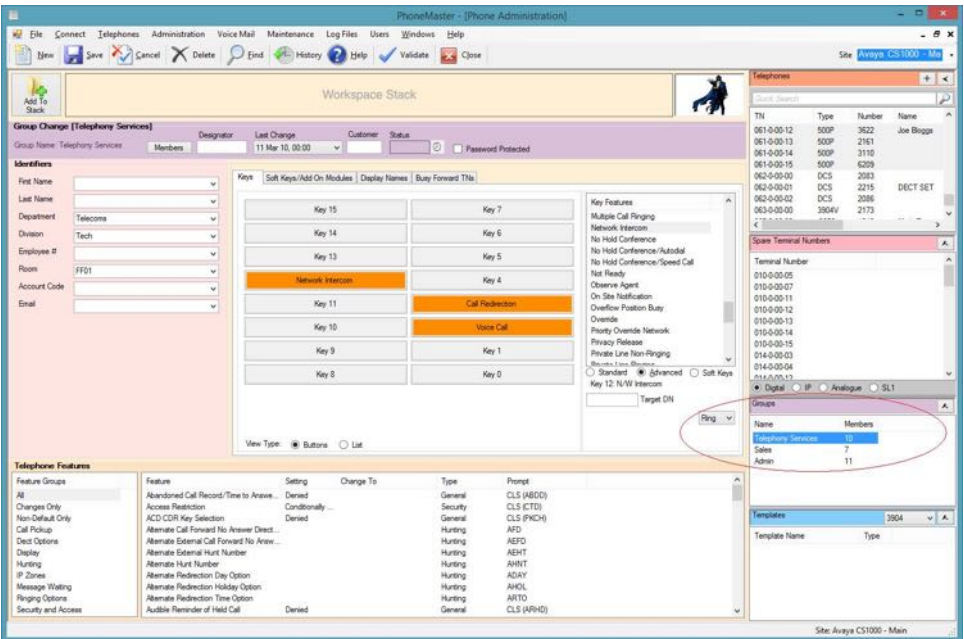 PhoneMaster - [Phone Administration]
File Connect Telephones Administration Voice Mail Maintenance Log Files Users Windows Help
New Save Cancel Delete Find History Help Validate Close
Site Avaya CS1000 - Ma
Add To Stack
Workspace Stack
Group Change [Telephony Services]
Designator Last Change Customer Status
Group Name: Telephony Services Members 11 Mar 10, 00:00 Password Protected
Identifiers
First Name
Last Name
Department Telecoms
Division Tech
Employee #
Room FF01
Account Code
Email
Keys Soft Keys/Add On Modules Display Names Busy Forward TNs
Key 15 Key 7
Key 14 Key 6
Key 13 Key 5
Network Intercom Key 4
Key 11 Call Redirection
Key 10 Voice Call
Key 9 Key 1
Key 8 Key 0
View Type: Buttons List
Key Features
Multiple Call Ringing
Network Intercom
No Hold Conference
No Hold Conference/Autodial
No Hold Conference/Speed Call
Not Ready
Observe Agent
On Site Notification
Overflow Position Busy
Override
Priority Override Network
Privacy Release
Private Line Non-Ringing
Private Line Ringing
Standard Advanced Soft Keys
Key 12: N/W Intercom
Target DN
Ring
Telephones
Quick Search
TN Type Number Name
061-0-00-12 500P 3622 Joe Bloggs
061-0-00-13 500P 2161
061-0-00-14 500P 3110
061-0-00-15 500P 6209
062-0-00-00 DCS 2083
062-0-00-01 DCS 2215 DECT SET
062-0-00-02 DCS 2086
063-0-00-00 3904V 2173
Spare Terminal Numbers
Terminal Number
010-0-00-05
010-0-00-07
010-0-00-11
010-0-00-12
010-0-00-13
010-0-00-14
010-0-00-15
014-0-00-03
014-0-00-04
014-0-00-12
Digital IP Analogue SL1
Groups
Name Members
Telephony Services 10
Sales 7
Admin 11
Templates 3904
Template Name Type
Telephone Features
Feature Groups
All
Changes Only
Non-Default Only
Call Pickup
Dect Options
Display
Hunting
IP Zones
Message Waiting
Ringing Options
Security and Access
Feature Setting Change To Type Prompt
Abandoned Call Record/Time to Answe... Denied General CLS (ABDD)
Access Restriction Conditionally ... Security CLS (CTD)
ACD CDR Key Selection Denied General CLS (PKCH)
Alternate Call Forward No Answer Direct... Hunting AFD
Alternate External Call Forward No Answ... Hunting AEFD
Alternate External Hunt Number Hunting AEHT
Alternate Hunt Number Hunting AHNT
Alternate Redirection Day Option Hunting ADAY
Alternate Redirection Holiday Option Hunting AHOL
Alternate Redirection Time Option Hunting ARTO
Audible Reminder of Held Call Denied General CLS (ARHD)
Site: Avaya CS1000 - Main